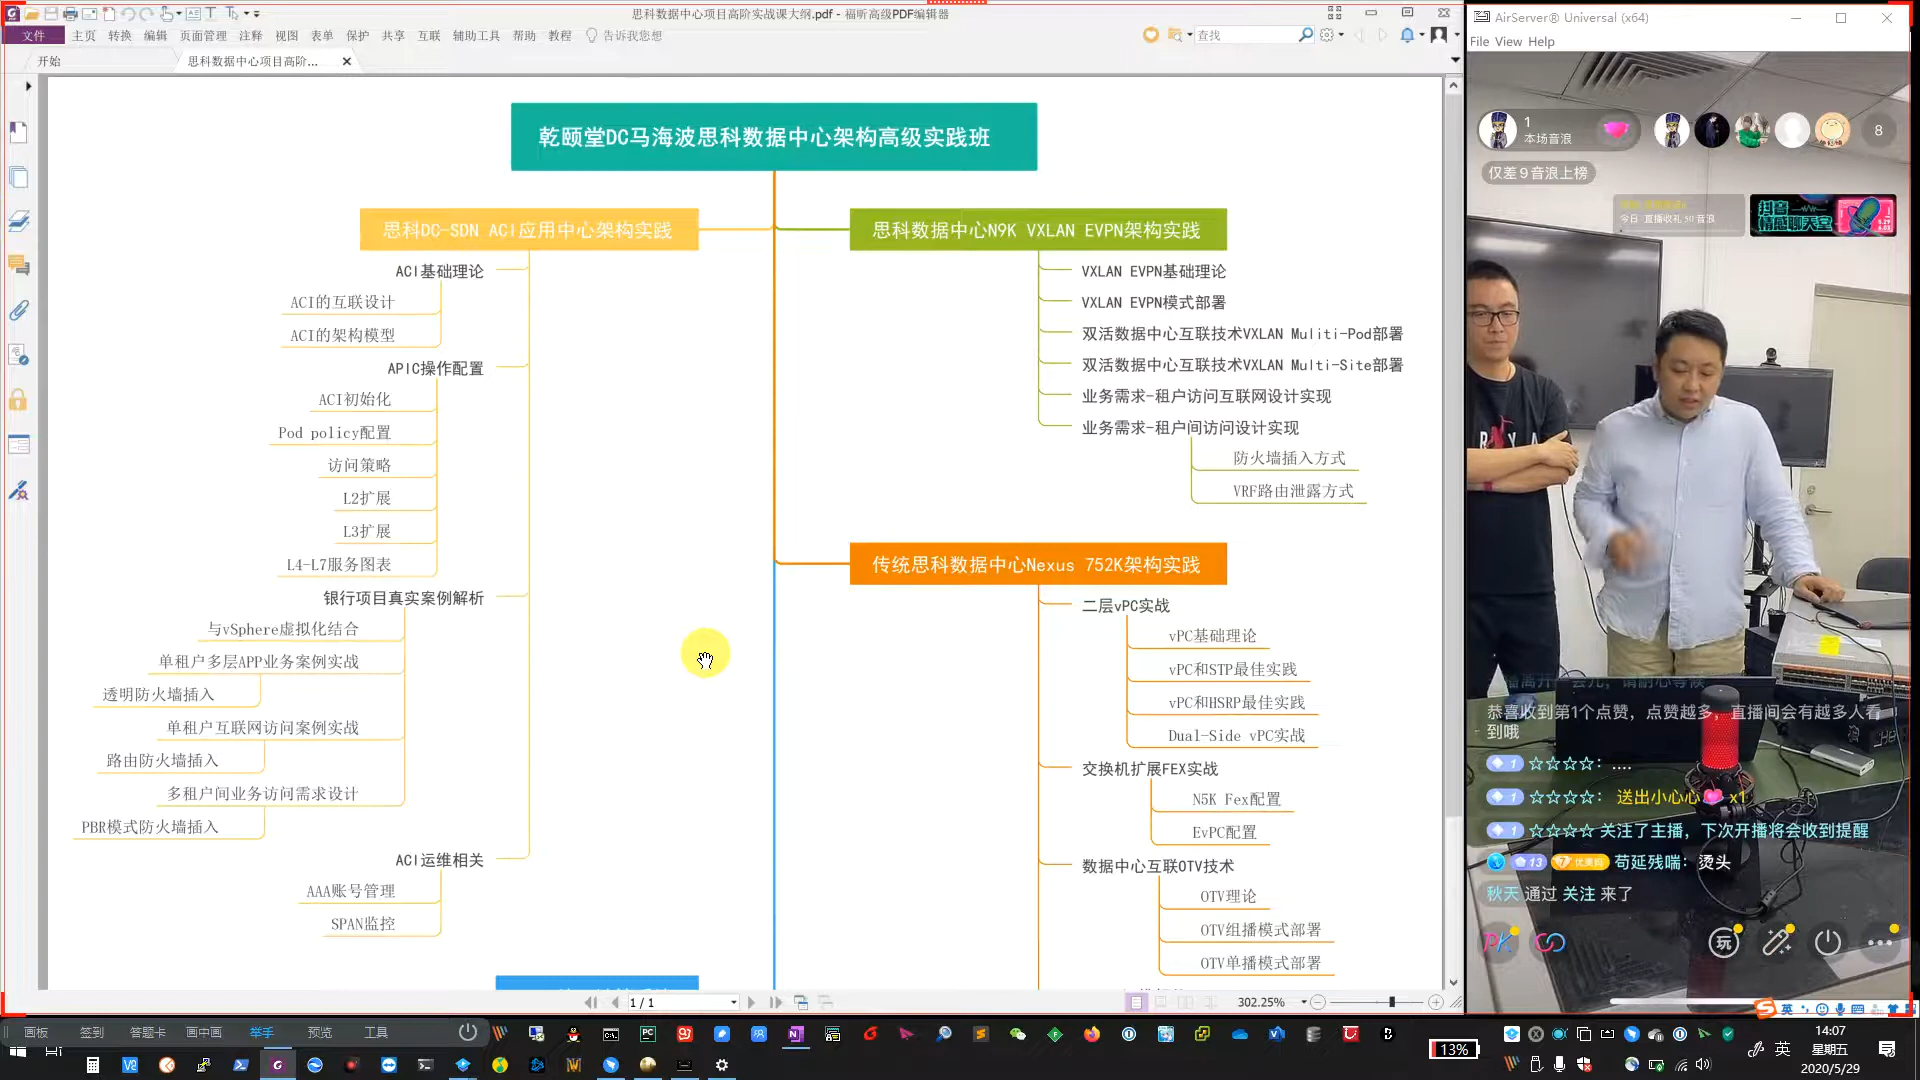 思科数据中心项目高阶实战课大纲.pdf - 福昕高级PDF编辑器
文件 主页 转换 编辑 页面管理 注释 视图 表单 保护 共享 互联 辅助工具 帮助 教程 告诉我您想 查找
开始 思科数据中心项目高阶...
乾颐堂DC马海波思科数据中心架构高级实践班
思科DC-SDN ACI应用中心架构实践
ACI基础理论
ACI的互联设计
ACI的架构模型
APIC操作配置
ACI初始化
Pod policy配置
访问策略
L2扩展
L3扩展
L4-L7服务图表
银行项目真实案例解析
与vSphere虚拟化结合
单租户多层APP业务案例实战
透明防火墙插入
单租户互联网访问案例实战
路由防火墙插入
多租户间业务访问需求设计
PBR模式防火墙插入
ACI运维相关
AAA账号管理
SPAN监控
思科数据中心N9K VXLAN EVPN架构实践
VXLAN EVPN基础理论
VXLAN EVPN模式部署
双活数据中心互联技术VXLAN Muliti-Pod部署
双活数据中心互联技术VXLAN Multi-Site部署
业务需求-租户访问互联网设计实现
业务需求-租户间访问设计实现
防火墙插入方式
VRF路由泄露方式
传统思科数据中心Nexus 752K架构实践
二层vPC实战
vPC基础理论
vPC和STP最佳实践
vPC和HSRP最佳实践
Dual-Side vPC实战
交换机扩展FEX实战
N5K Fex配置
EvPC配置
数据中心互联OTV技术
OTV理论
OTV组播模式部署
OTV单播模式部署
1 / 1
302.25%
AirServer® Universal (x64)
File View Help
1
本场音浪
8
仅差9音浪上榜
今日 直播收礼 50 音浪
抖音
情感聊天室
恭喜收到第1个点赞，点赞越多，直播间会有越多人看
到哦
1 ☆☆☆☆：....
1 ☆☆☆☆：送出小心心 x1
1 ☆☆☆☆ 关注了主播，下次开播将会收到提醒
13 苟延残喘：烫头
秋天 通过 关注 来了
PK
玩
英
画板 签到 答题卡 画中画 举手 预览 工具
13%
英
14:07
星期五
2020/5/29